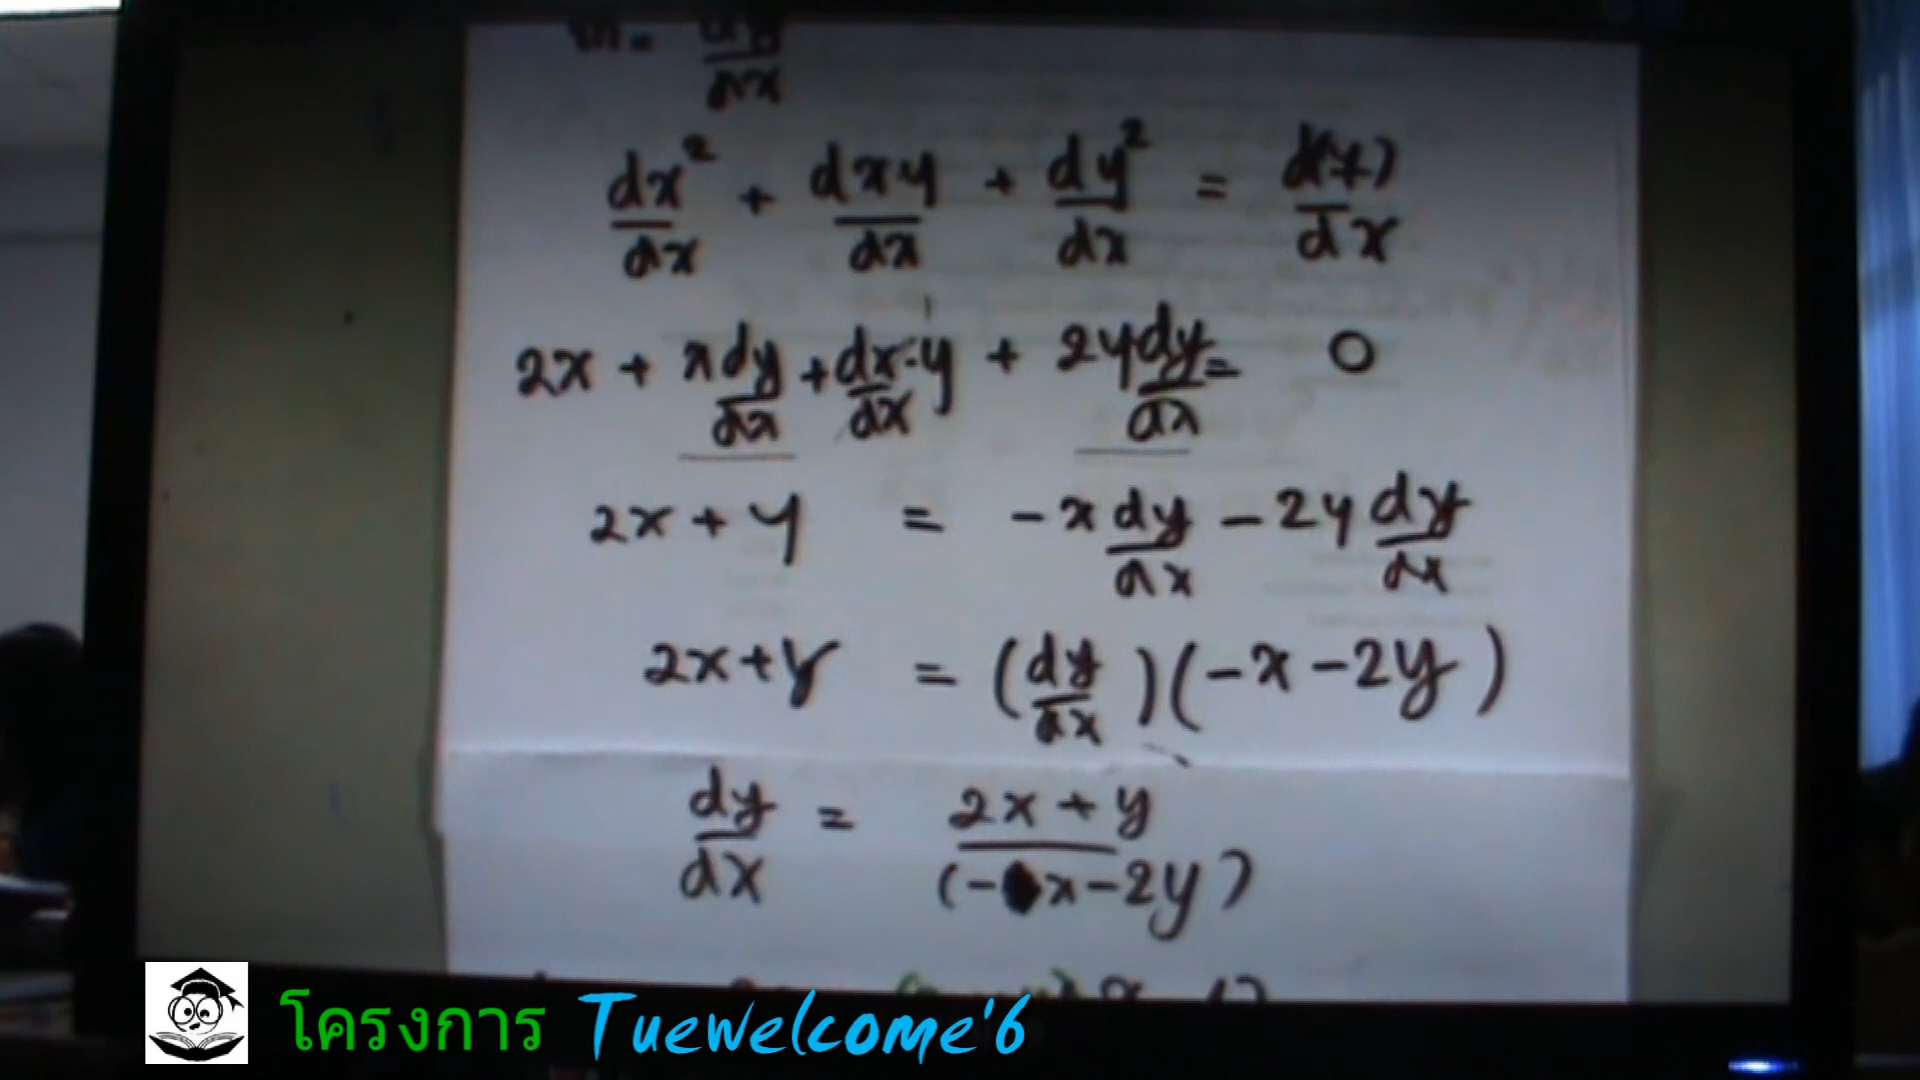 dx² / dx + dxy / dx + dy² / dx = d(7) / dx
2x + x dy/dx + dx/dx · y + 2y dy/dx = 0
2x + y = -x dy/dx - 2y dy/dx
2x+y = (dy/dx)(-x-2y)
dy/dx = 2x + y / (-x-2y)
โครงการ Tuewelcome'6